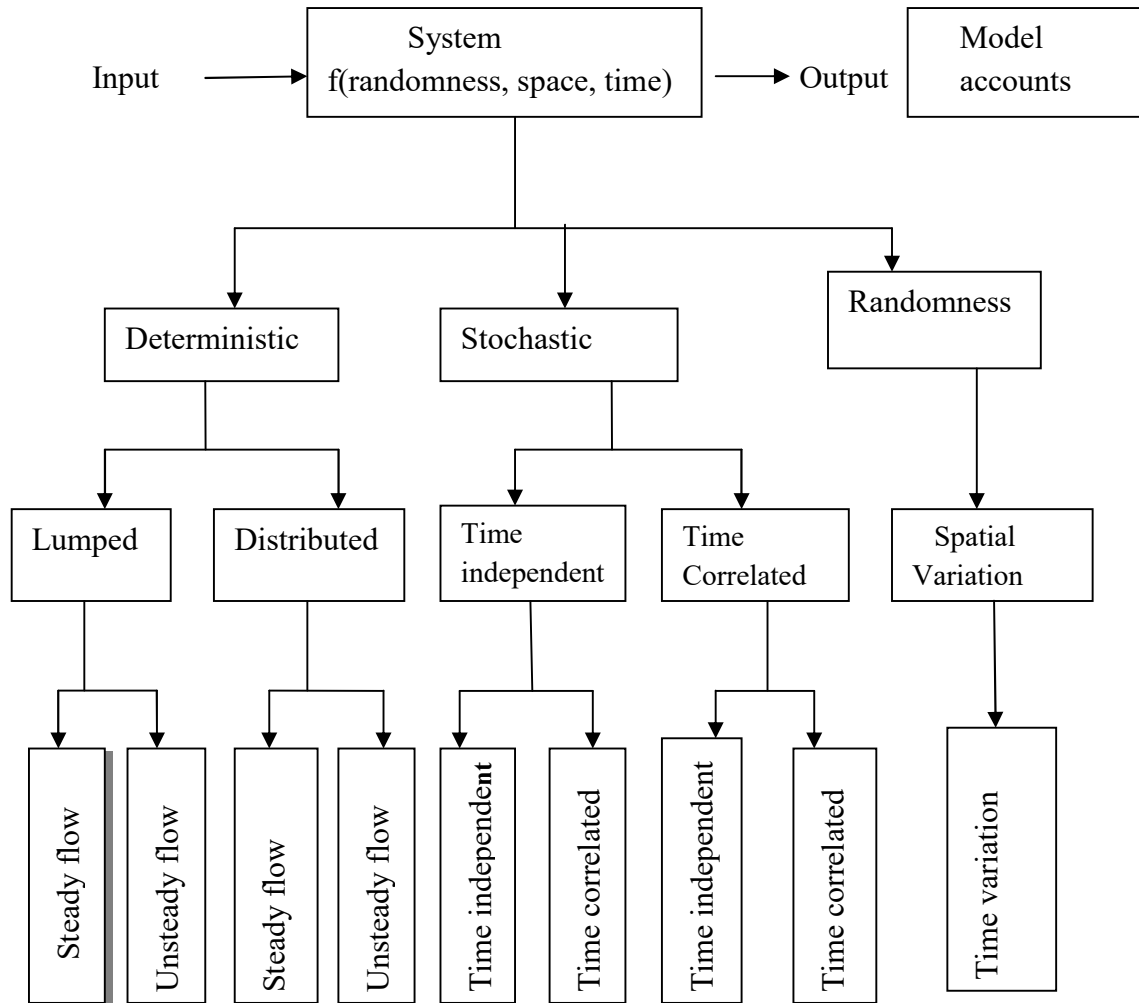 System
f(randomness, space, time)
Input
Output
Model
accounts
Deterministic
Stochastic
Randomness
Lumped
Distributed
Time
independent
Time
Correlated
Spatial
Variation
Steady flow
Unsteady flow
Steady flow
Unsteady flow
Time independent
Time correlated
Time independent
Time correlated
Time variation